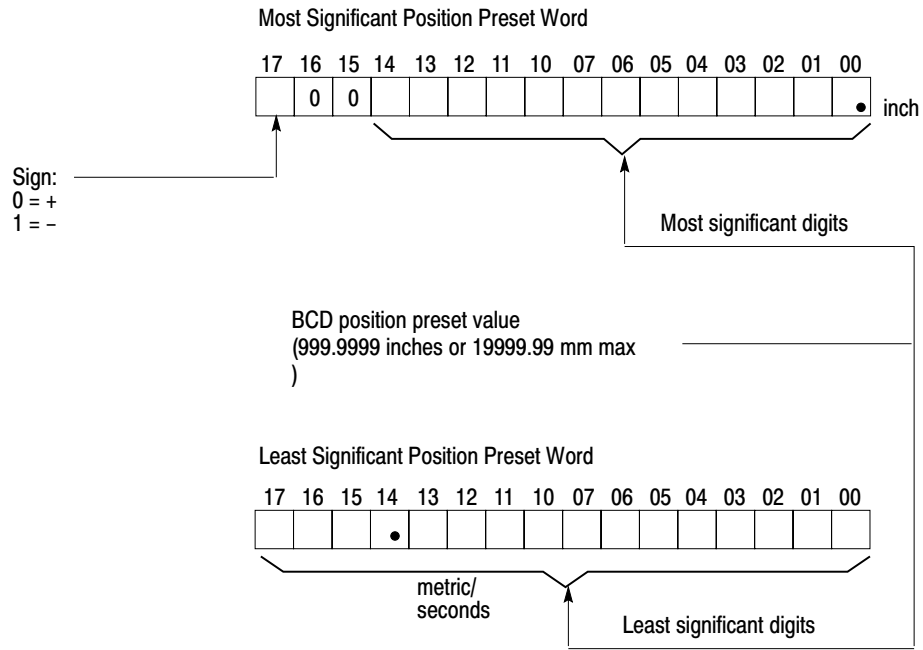 Most Significant Position Preset Word
17 16 15 14 13 12 11 10 07 06 05 04 03 02 01 00
0 0
inch
Sign:
0 = +
1 = –
Most significant digits
BCD position preset value
(999.9999 inches or 19999.99 mm max
)
Least Significant Position Preset Word
17 16 15 14 13 12 11 10 07 06 05 04 03 02 01 00
metric/
seconds
Least significant digits